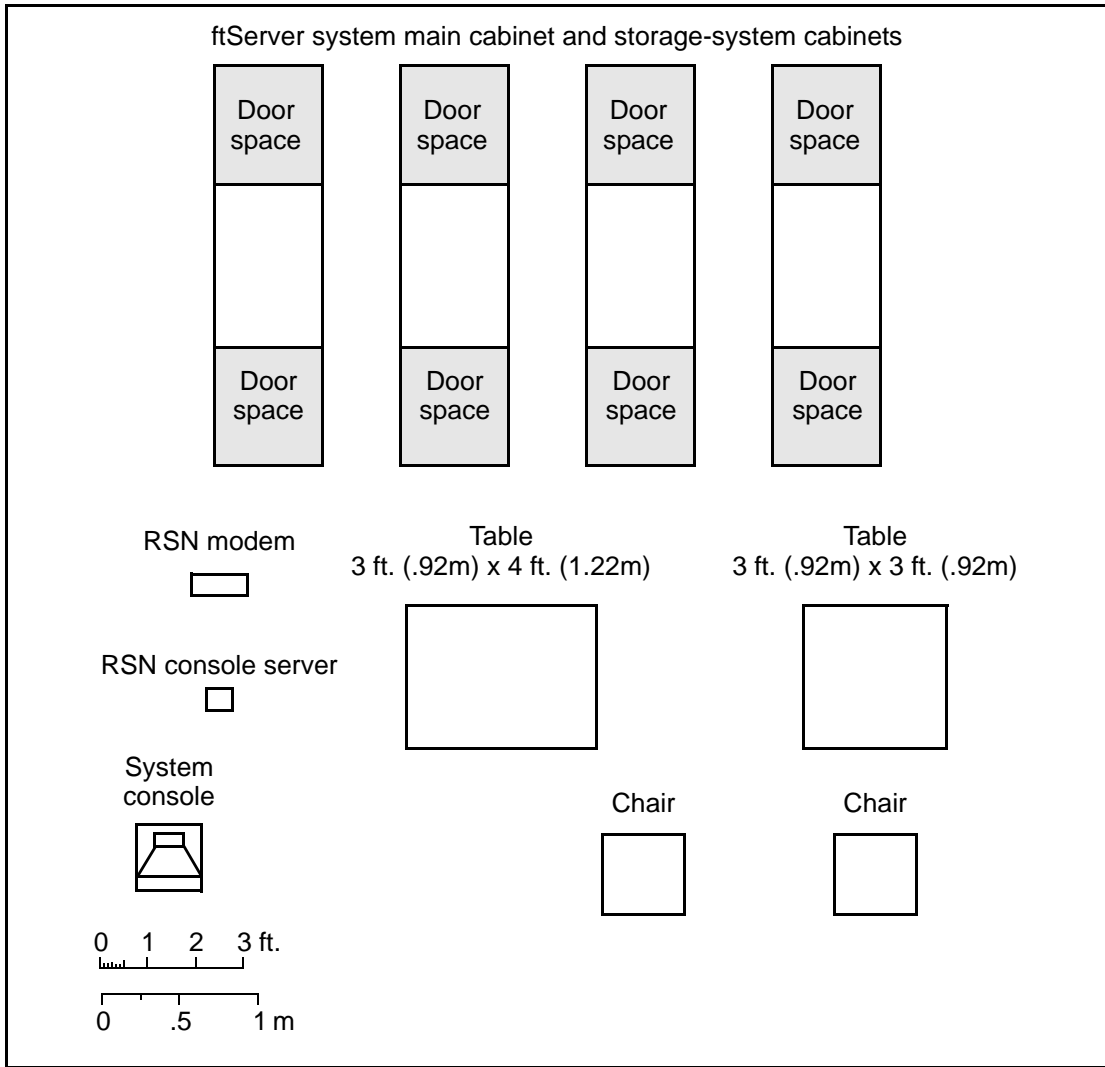 ftServer system main cabinet and storage-system cabinets
Door
space
Door
space
Door
space
Door
space
Door
space
Door
space
Door
space
Door
space
RSN modem
Table
3 ft. (.92m) x 4 ft. (1.22m)
Table
3 ft. (.92m) x 3 ft. (.92m)
RSN console server
System
console
Chair
Chair
0 1 2 3 ft.
0 .5 1 m